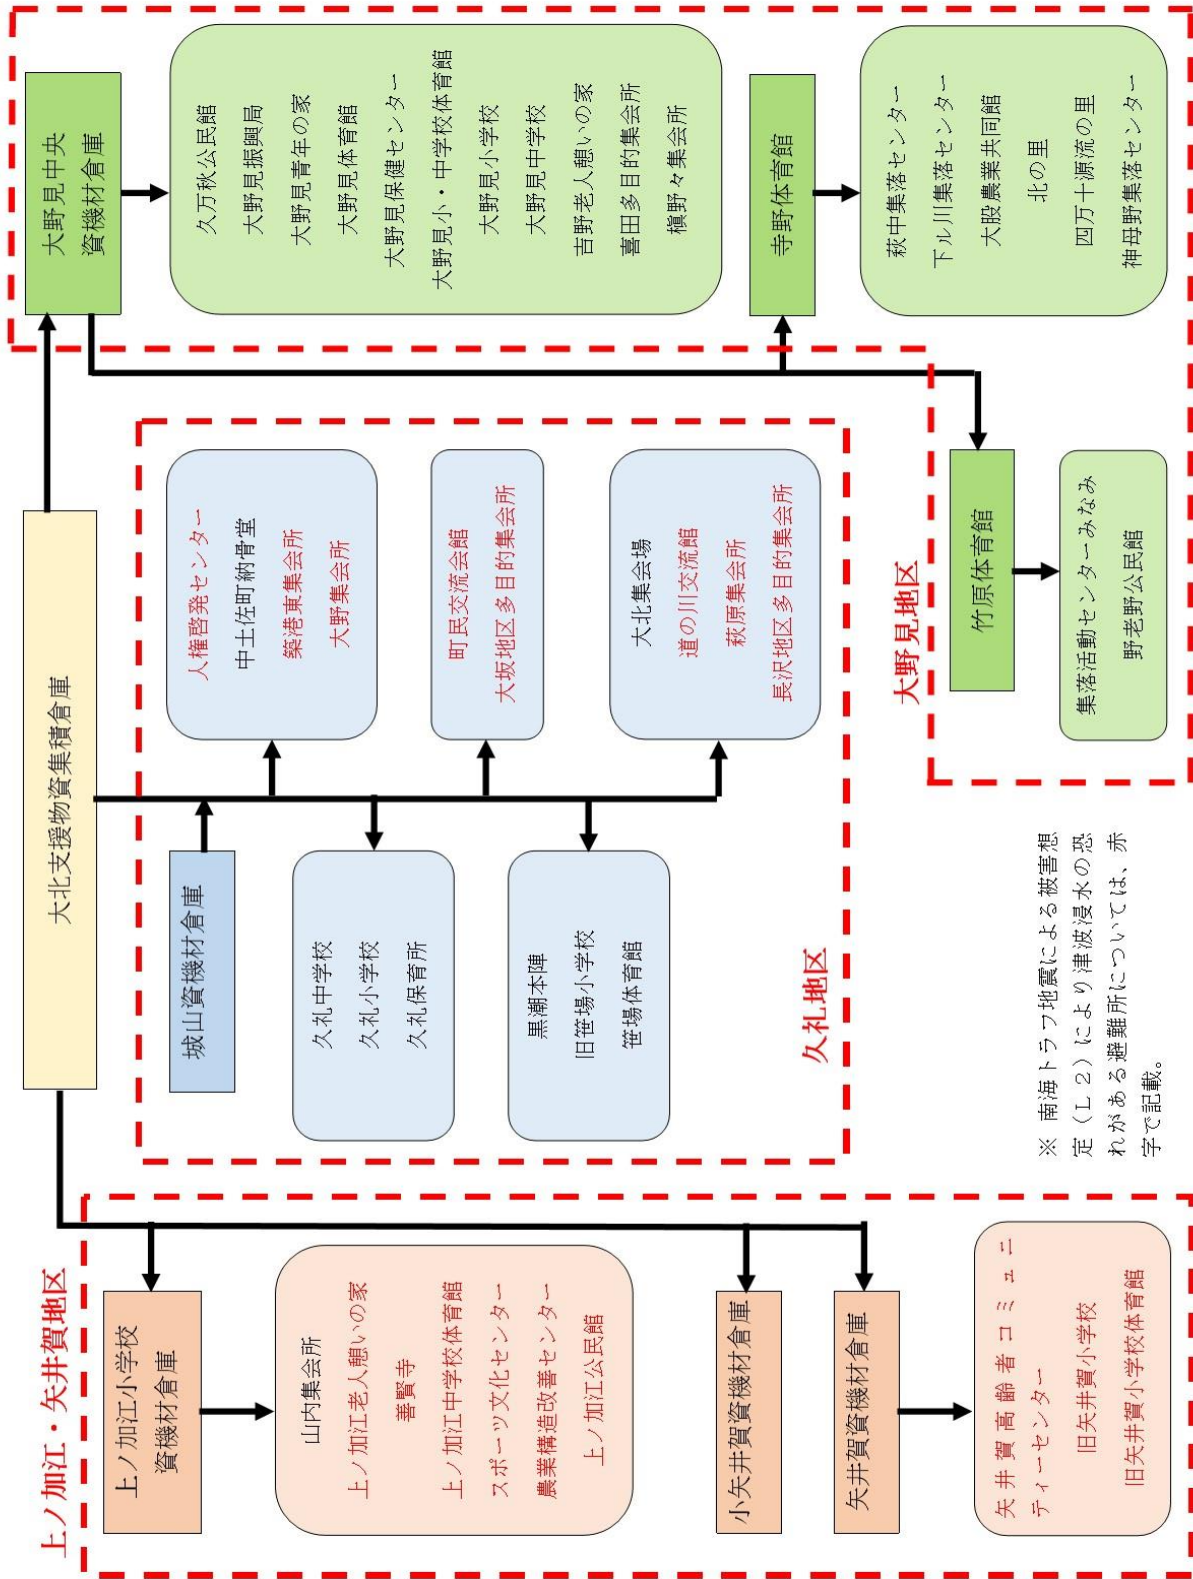 大北支援物資集積倉庫
上ノ加江・矢井賀地区
上ノ加江小学校
資機材倉庫
山内集会所
上ノ加江老人憩いの家
善賢寺
上ノ加江中学校体育館
スポーツ文化センター
農業構造改善センター
上ノ加江公民館
小矢井賀資機材倉庫
矢井賀資機材倉庫
矢井賀高齢者コミュニ
ティーセンター
旧矢井賀小学校
旧矢井賀小学校体育館
城山資機材倉庫
久礼中学校
久礼小学校
久礼保育所
黒潮本陣
旧笹場小学校
笹場体育館
人権啓発センター
中土佐町納骨堂
築港東集会所
大野集会所
町民交流会館
大坂地区多目的集会所
大北集会場
道の川交流館
萩原集会所
長沢地区多目的集会所
久礼地区
大野見中央
資機材倉庫
久万秋公民館
大野見振興局
大野見青年の家
大野見体育館
大野見保健センター
大野見小・中学校体育館
大野見小学校
大野見中学校
吉野老人憩いの家
喜田多目的集会所
槇野々集会所
寺野体育館
萩中集落センター
下ル川集落センター
大股農業共同館
北の里
四万十源流の里
神母野集落センター
大野見地区
竹原体育館
集落活動センターみなみ
野老野公民館
※ 南海トラフ地震による被害想
定（Ｌ２）により津波浸水の恐
れがある避難所については、赤
字で記載。